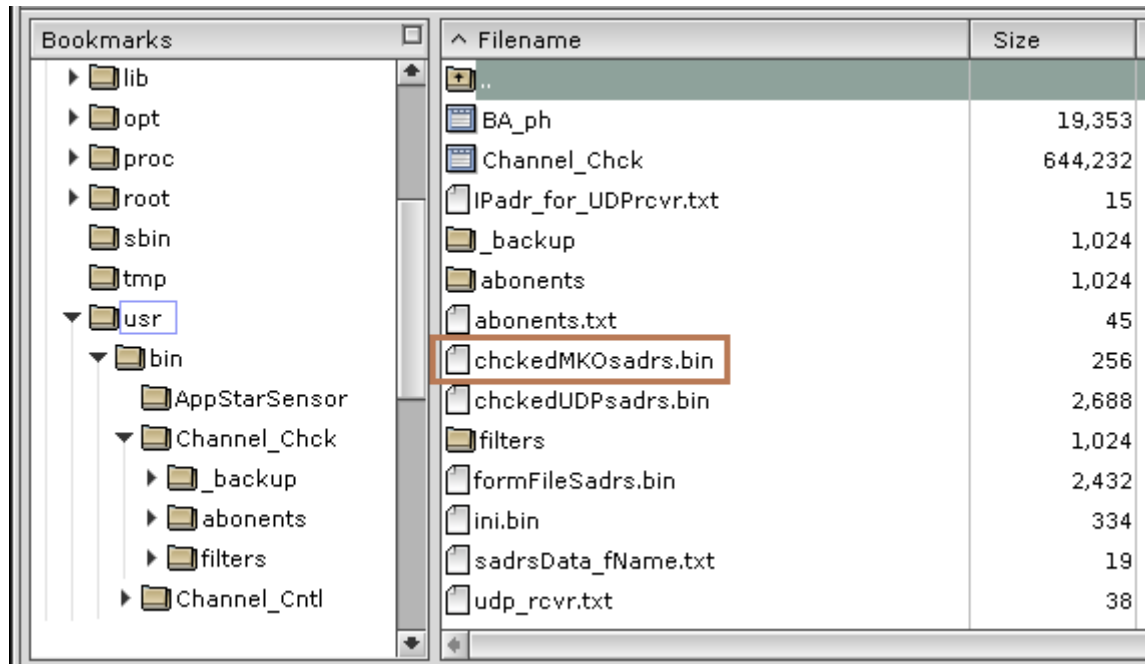 Bookmarks
lib
opt
proc
root
sbin
tmp
usr
bin
AppStarSensor
Channel_Chck
_backup
abonents
filters
Channel_Cntl
^ Filename Size
..
BA_ph 19,353
Channel_Chck 644,232
IPadr_for_UDPrcvr.txt 15
_backup 1,024
abonents 1,024
abonents.txt 45
chckedMKOsadrs.bin 256
chckedUDPsadrs.bin 2,688
filters 1,024
formFileSadrs.bin 2,432
ini.bin 334
sadrsData_fName.txt 19
udp_rcvr.txt 38